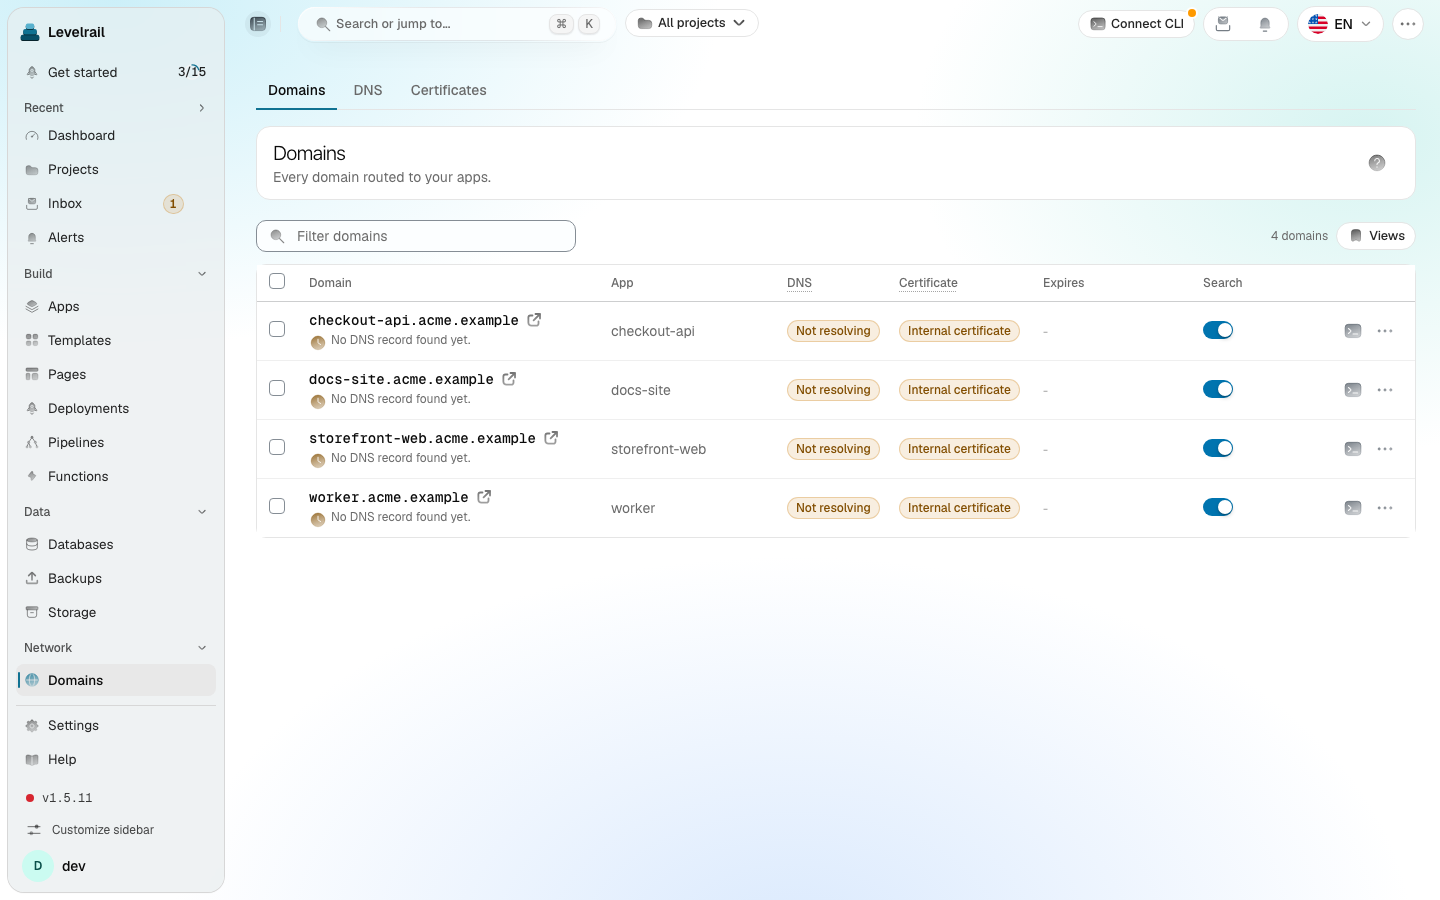 Levelrail
Get started 3/15
Recent
Dashboard
Projects
Inbox 1
Alerts
Build
Apps
Templates
Pages
Deployments
Pipelines
Functions
Data
Databases
Backups
Storage
Network
Domains
Settings
Help
v1.5.11
Customize sidebar
D dev
Search or jump to... ⌘ K
All projects
Connect CLI
EN
Domains DNS Certificates
Domains
Every domain routed to your apps.
?
Filter domains
4 domains Views
Domain App DNS Certificate Expires Search
checkout-api.acme.example
No DNS record found yet.
checkout-api Not resolving Internal certificate -
docs-site.acme.example
No DNS record found yet.
docs-site Not resolving Internal certificate -
storefront-web.acme.example
No DNS record found yet.
storefront-web Not resolving Internal certificate -
worker.acme.example
No DNS record found yet.
worker Not resolving Internal certificate -